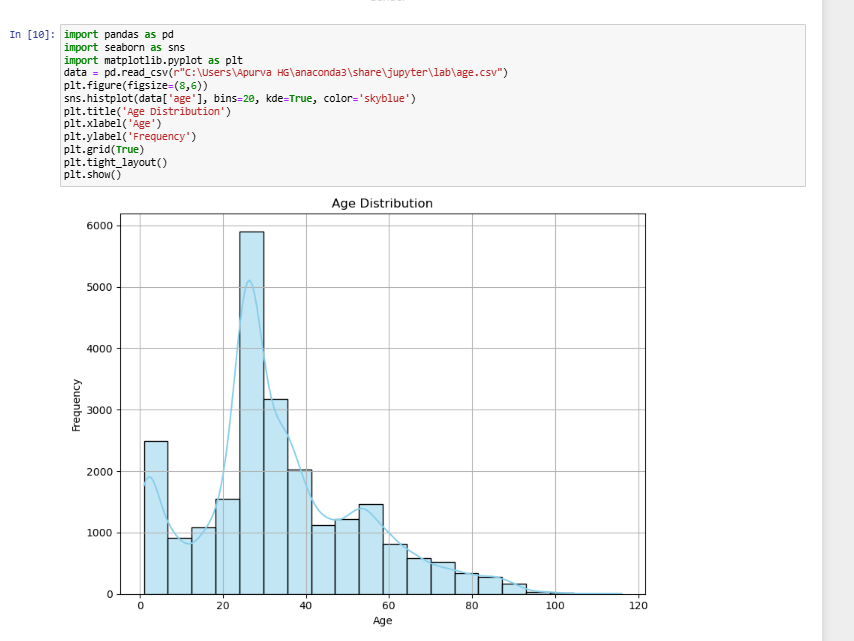 In [10]: import pandas as pd
import seaborn as sns
import matplotlib.pyplot as plt
data = pd.read_csv(r"C:\Users\Apurva HG\anaconda3\share\jupyter\lab\age.csv")
plt.figure(figsize=(8,6))
sns.histplot(data['age'], bins=20, kde=True, color='skyblue')
plt.title('Age Distribution')
plt.xlabel('Age')
plt.ylabel('Frequency')
plt.grid(True)
plt.tight_layout()
plt.show()
Age Distribution
6000
5000
4000
3000
2000
1000
0
Frequency
0 20 40 60 80 100 120
Age